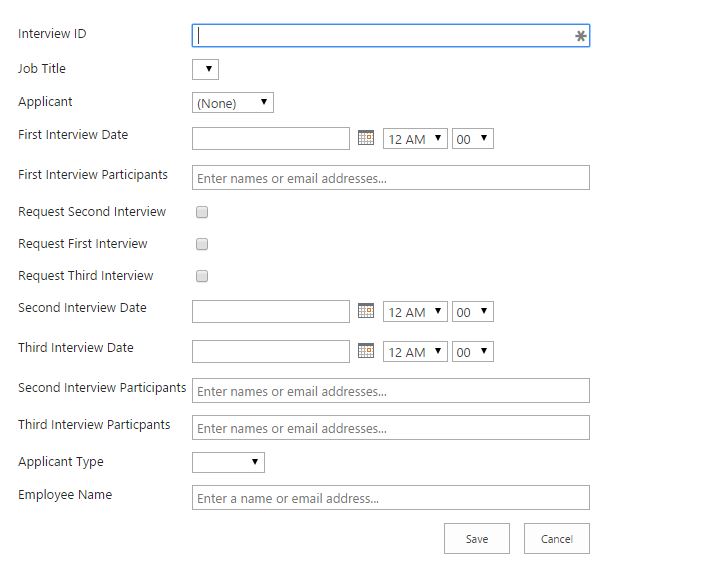 Interview ID
Job Title
Applicant (None)
First Interview Date 12 AM 00
First Interview Participants Enter names or email addresses...
Request Second Interview
Request First Interview
Request Third Interview
Second Interview Date 12 AM 00
Third Interview Date 12 AM 00
Second Interview Participants Enter names or email addresses...
Third Interview Particpants Enter names or email addresses...
Applicant Type
Employee Name Enter a name or email address...
Save Cancel